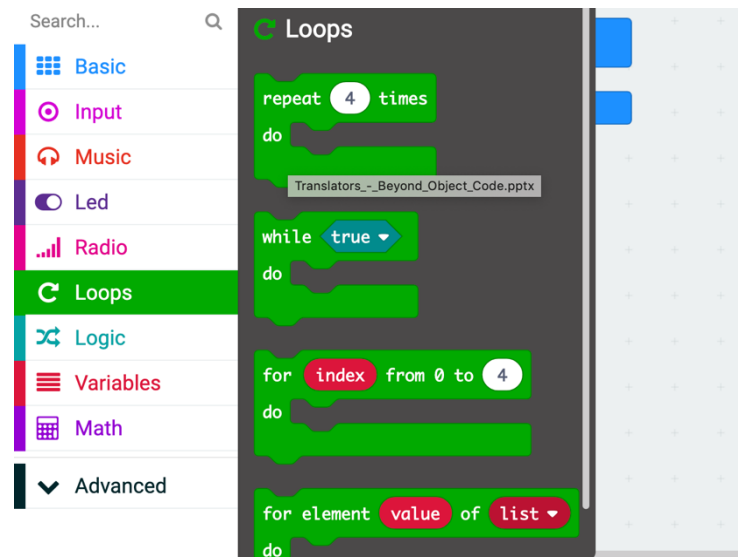 Search...
Basic
Input
Music
Led
Radio
Loops
Logic
Variables
Math
Advanced
Loops
repeat 4 times
do
Translators_-_Beyond_Object_Code.pptx
while true
do
for index from 0 to 4
do
for element value of list
do